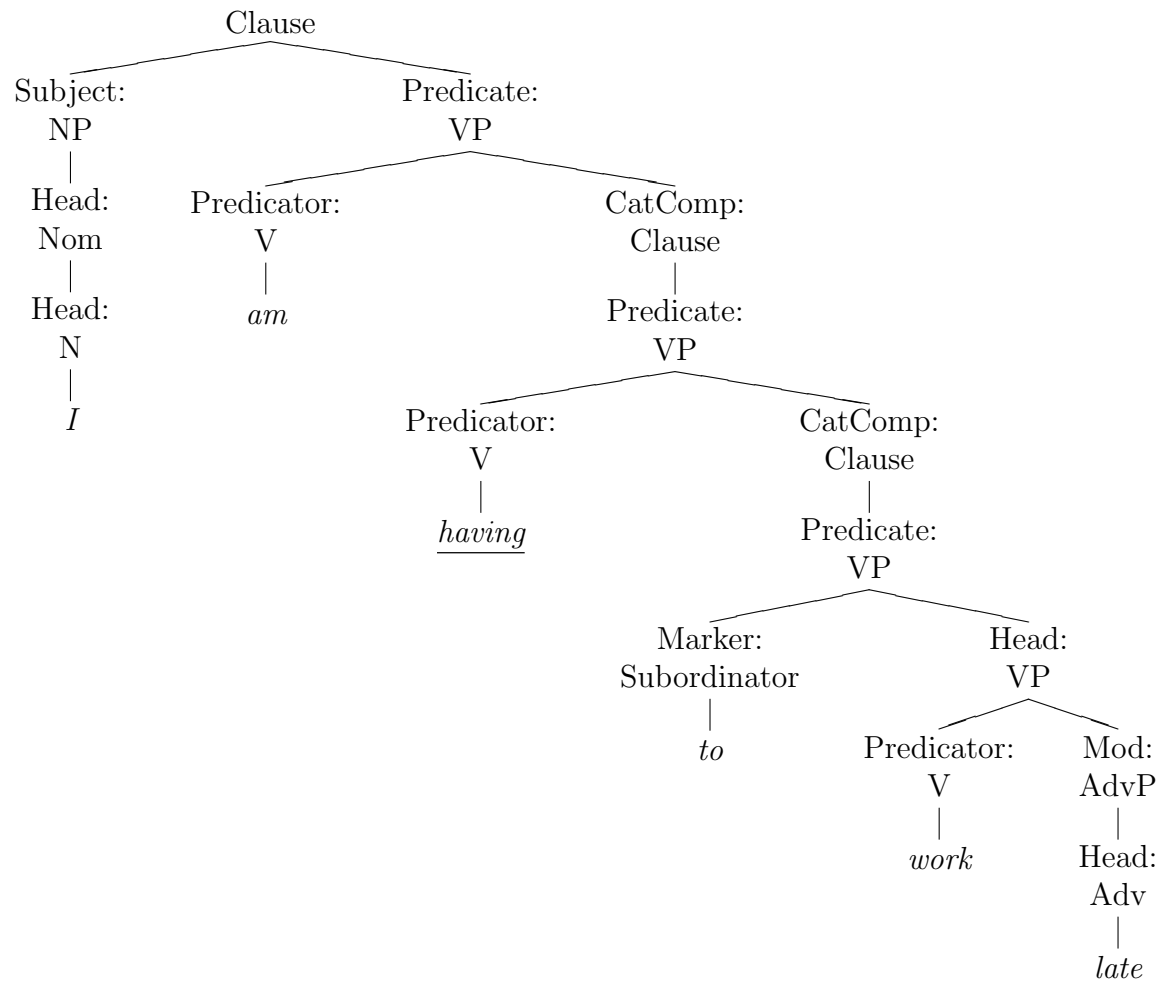 Clause
Subject:
NP
Predicate:
VP
Head:
Nom
Predicator:
V
CatComp:
Clause
Head:
N
am
Predicate:
VP
I
Predicator:
V
CatComp:
Clause
having
Predicate:
VP
Marker:
Subordinator
Head:
VP
to
Predicator:
V
Mod:
AdvP
work
Head:
Adv
late